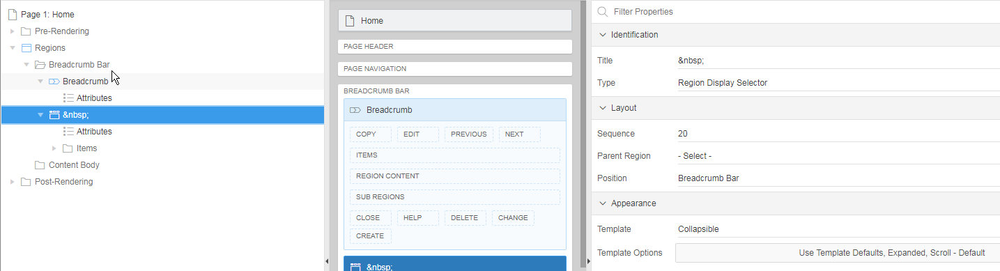 Page 1: Home
Pre-Rendering
Regions
Breadcrumb Bar
Breadcrumb
Attributes
&nbsp;
Attributes
Items
Content Body
Post-Rendering
Home
PAGE HEADER
PAGE NAVIGATION
BREADCRUMB BAR
Breadcrumb
COPY EDIT PREVIOUS NEXT
ITEMS
REGION CONTENT
SUB REGIONS
CLOSE HELP DELETE CHANGE
CREATE
&nbsp;
Filter Properties
Identification
Title &nbsp;
Type Region Display Selector
Layout
Sequence 20
Parent Region - Select -
Position Breadcrumb Bar
Appearance
Template Collapsible
Template Options Use Template Defaults, Expanded, Scroll - Default